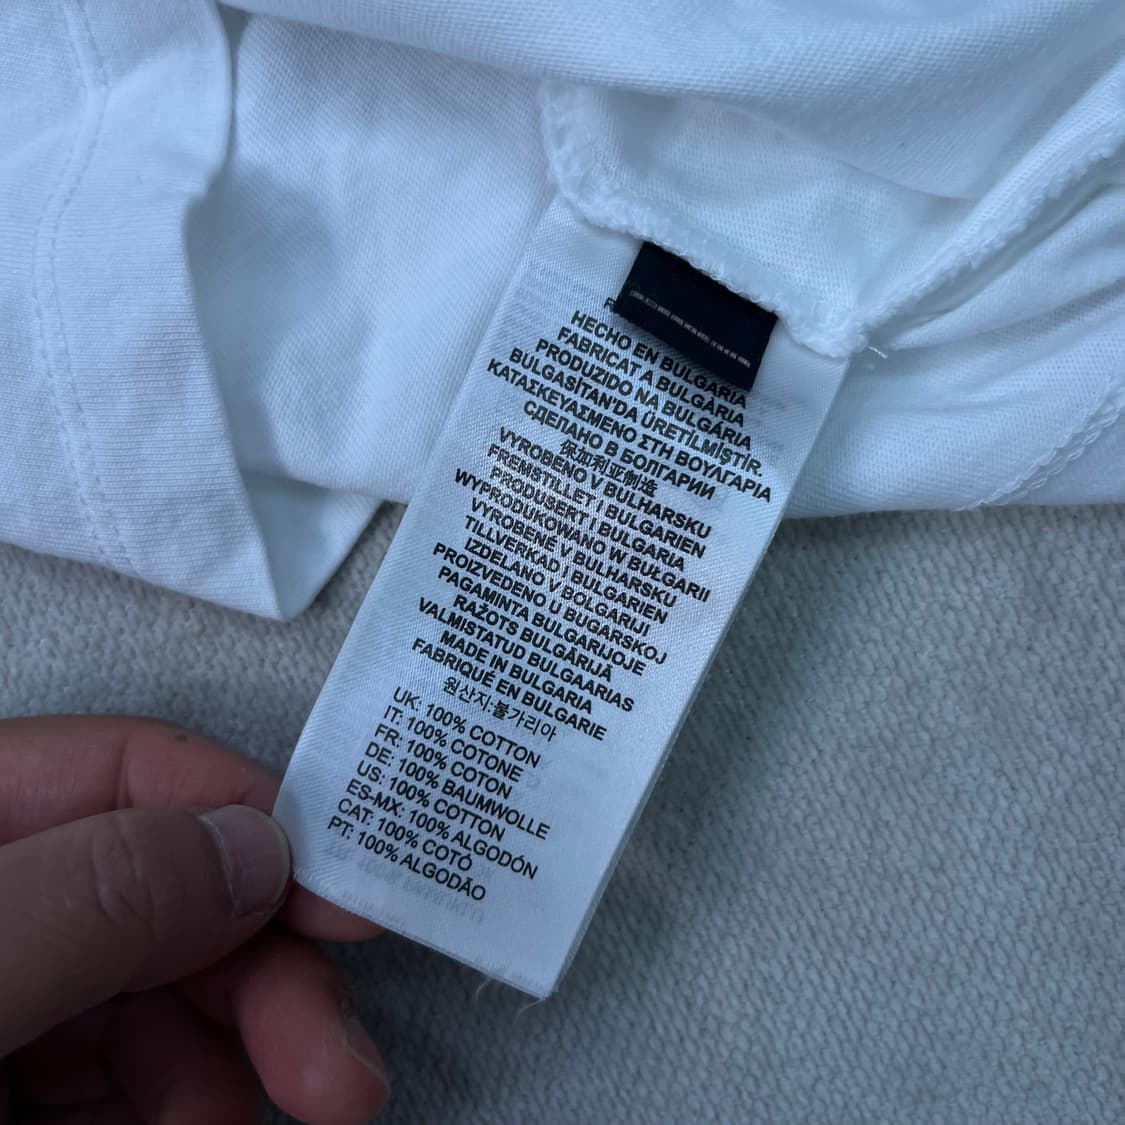 HECHO EN BULGARIA
FABRICAT A BULGÀRIA
PRODUZIDO NA BULGÁRIA
BULGASİTAN'DA ÜRETİLMİŞTİR.
ΚΑΤΑΣΚΕΥΑΣΜΕΝΟ ΣΤΗ ΒΟΥΛΓΑΡΙΑ
СДЕЛАНО В БОЛГАРИИ
保加利亚制造
VYROBENO V BULHARSKU
FREMSTILLET I BULGARIEN
PRODUSERT I BULGARIA
WYPRODUKOWANO W BUŁGARII
VYROBENÉ V BULHARSKU
TILLVERKAD I BULGARIEN
IZDELANO V BOLGARIJI
PROIZVEDENO U BUGARSKOJ
PAGAMINTA BULGARIJOJE
RAŽOTS BULGĀRIJĀ
VALMISTATUD BULGAARIAS
MADE IN BULGARIA
FABRIQUÉ EN BULGARIE
원산지:불가리아
UK: 100% COTTON
IT: 100% COTONE
FR: 100% COTON
DE: 100% BAUMWOLLE
US: 100% COTTON
ES-MX: 100% ALGODÓN
CAT: 100% COTÓ
PT: 100% ALGODÃO